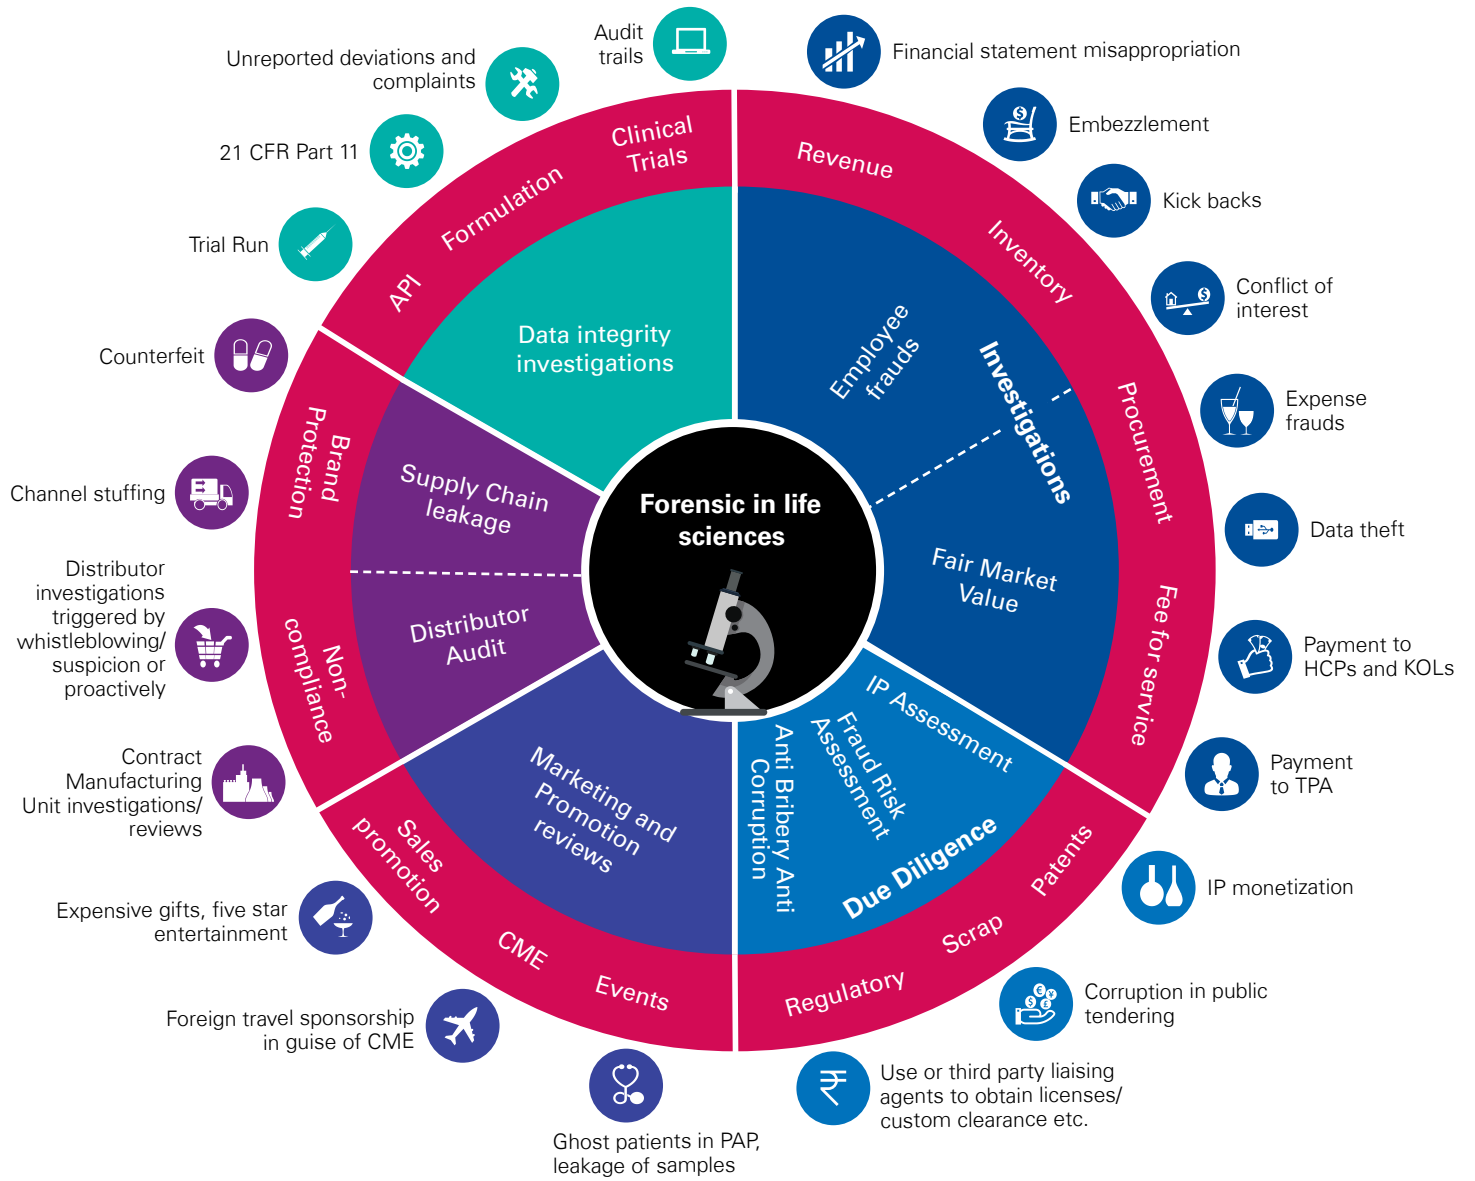 Audit
trails
Unreported deviations and
complaints
21 CFR Part 11
Trial Run
Counterfeit
Channel stuffing
Distributor
investigations
triggered by
whistleblowing/
suspicion or
proactively
Contract
Manufacturing
Unit investigations/
reviews
Expensive gifts, five star
entertainment
Foreign travel sponsorship
in guise of CME
Ghost patients in PAP,
leakage of samples
Financial statement misappropriation
Embezzlement
Kick backs
Conflict of
interest
Expense
frauds
Data theft
Payment to
HCPs and KOLs
Payment
to TPA
IP monetization
Corruption in public
tendering
Use or third party liaising
agents to obtain licenses/
custom clearance etc.
Clinical
Trials
Formulation
API
Brand
Protection
Non-
compliance
Sales
promotion
CME
Events
Revenue
Inventory
Procurement
Fee for service
Patents
Scrap
Regulatory
Data integrity
investigations
Supply Chain
leakage
Distributor
Audit
Marketing and
Promotion
reviews
Employee
frauds
Investigations
Fair Market
Value
IP Assessment
Fraud Risk
Assessment
Anti Bribery Anti
Corruption
Due Diligence
Forensic in life
sciences